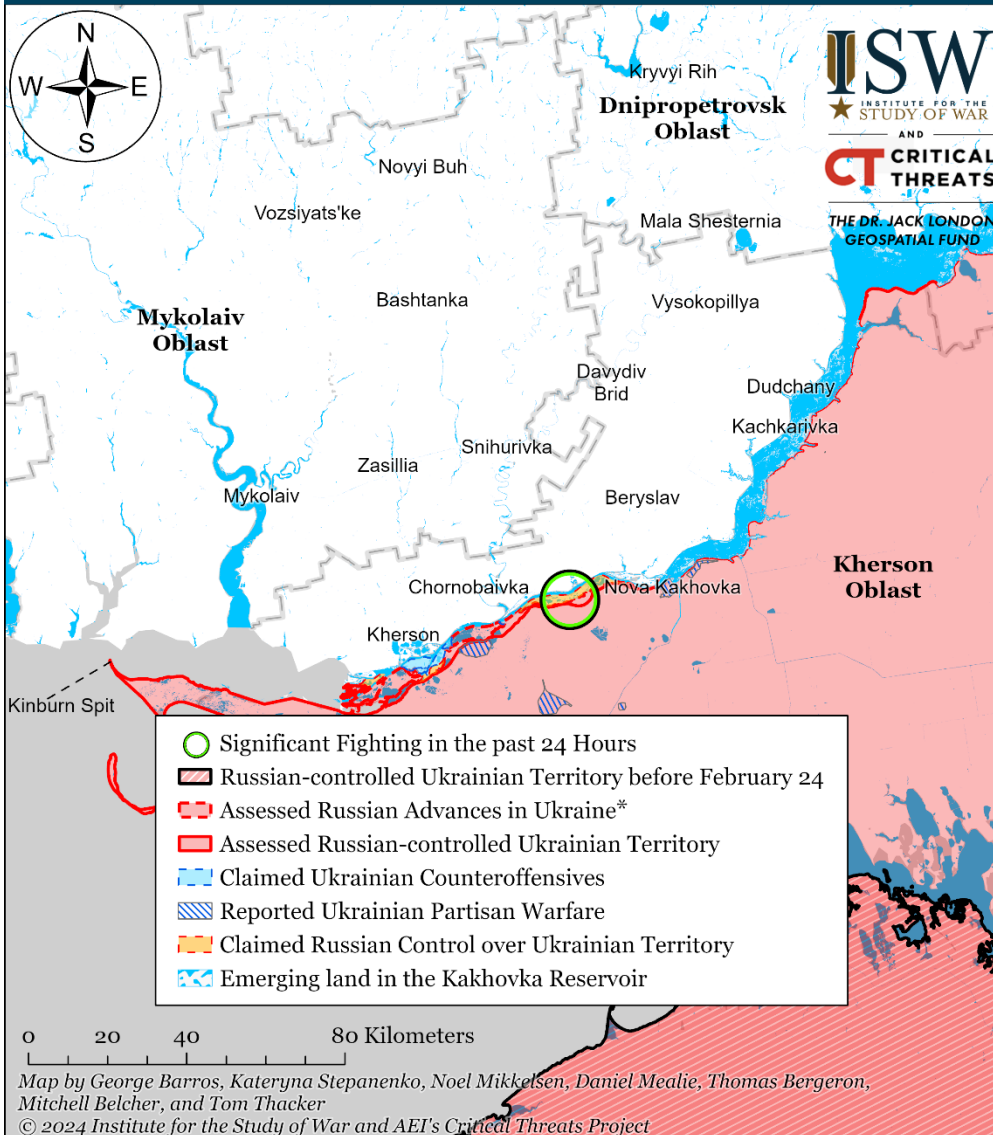 N
W
E
S
ISW
INSTITUTE FOR THE
STUDY OF WAR
AND
CT CRITICAL
THREATS
THE DR. JACK LONDON
GEOSPATIAL FUND
Kryvyi Rih
Dnipropetrovsk
Oblast
Novyi Buh
Vozsiyats'ke
Mala Shesternia
Bashtanka
Vysokopillya
Mykolaiv
Oblast
Davydiv
Brid
Dudchany
Kachkarivka
Snihurivka
Zasillia
Mykolaiv
Beryslav
Kherson
Oblast
Chornobaivka
Nova Kakhovka
Kherson
Kinburn Spit
Significant Fighting in the past 24 Hours
Russian-controlled Ukrainian Territory before February 24
Assessed Russian Advances in Ukraine*
Assessed Russian-controlled Ukrainian Territory
Claimed Ukrainian Counteroffensives
Reported Ukrainian Partisan Warfare
Claimed Russian Control over Ukrainian Territory
Emerging land in the Kakhovka Reservoir
0 20 40 80 Kilometers
Map by George Barros, Kateryna Stepanenko, Noel Mikkelsen, Daniel Mealie, Thomas Bergeron,
Mitchell Belcher, and Tom Thacker
© 2024 Institute for the Study of War and AEI's Critical Threats Project